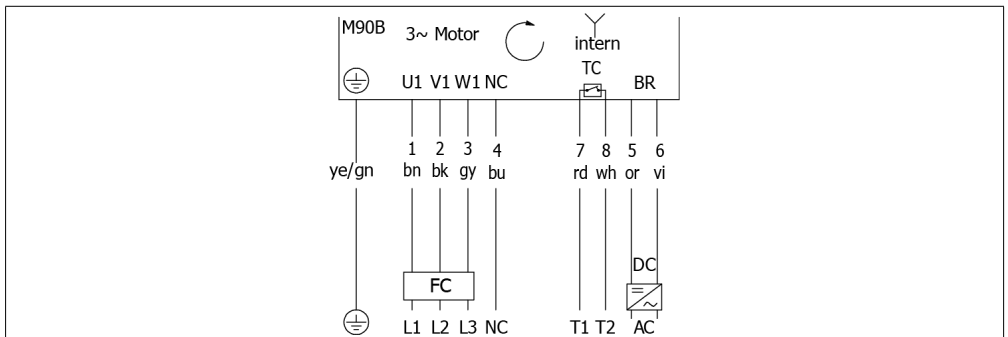 M90B 3~ Motor
intern
TC
U1 V1 W1 NC BR
1 2 3 4 7 8 5 6
ye/gn bn bk gy bu rd wh or vi
DC
FC
L1 L2 L3 NC T1 T2 AC